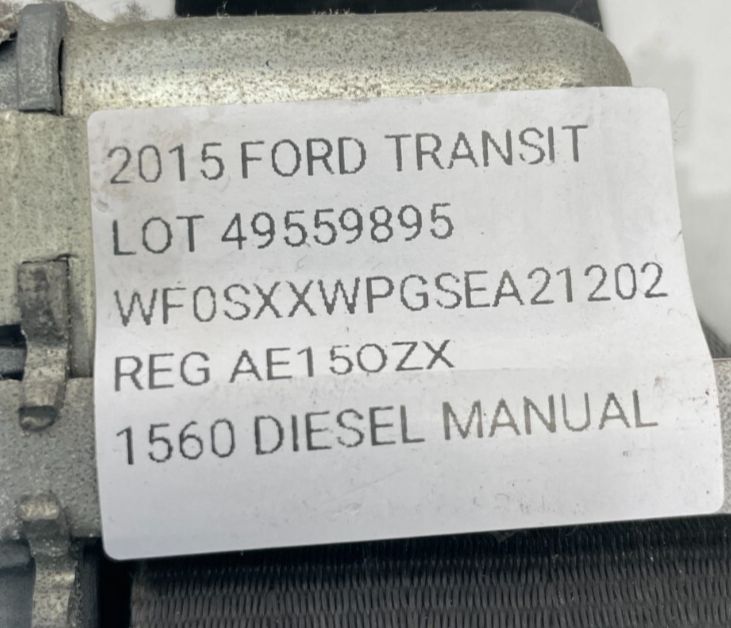 2015 FORD TRANSIT
LOT 49559895
WF0SXXWPGSEA21202
REG AE15OZX
1560 DIESEL MANUAL